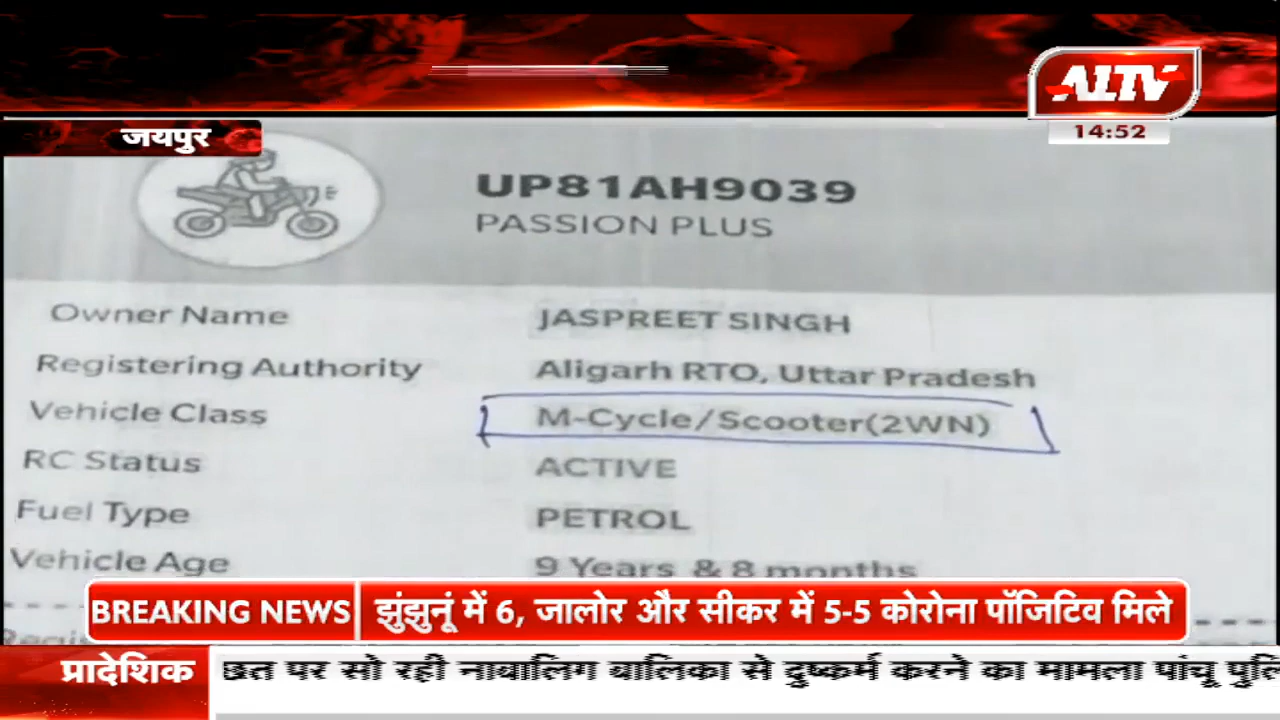 ALTV
14:52
जयपुर
UP81AH9039
PASSION PLUS
Owner Name JASPREET SINGH
Registering Authority Aligarh RTO, Uttar Pradesh
Vehicle Class M-Cycle/Scooter(2WN)
RC Status ACTIVE
Fuel Type PETROL
Vehicle Age 9 Years & 8 months
BREAKING NEWS झुंझुनूं में 6, जालोर और सीकर में 5-5 कोरोना पॉजिटिव मिले
प्रादेशिक छत पर सो रही नाबालिग बालिका से दुष्कर्म करने का मामला पांचू